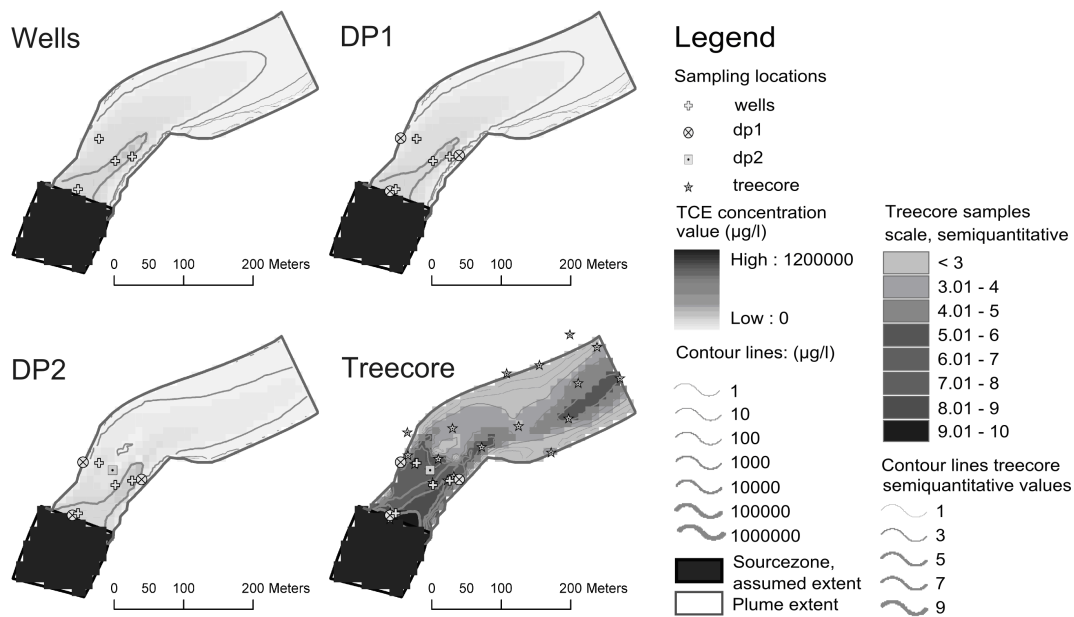 Wells
0 50 100 200 Meters
DP1
0 50 100 200 Meters
DP2
0 50 100 200 Meters
Treecore
0 50 100 200 Meters
Legend
Sampling locations
wells
dp1
dp2
treecore
TCE concentration
value (µg/l)
High : 1200000
Low : 0
Contour lines: (µg/l)
1
10
100
1000
10000
100000
1000000
Sourcezone,
assumed extent
Plume extent
Treecore samples
scale, semiquantitative
< 3
3.01 - 4
4.01 - 5
5.01 - 6
6.01 - 7
7.01 - 8
8.01 - 9
9.01 - 10
Contour lines treecore
semiquantitative values
1
3
5
7
9